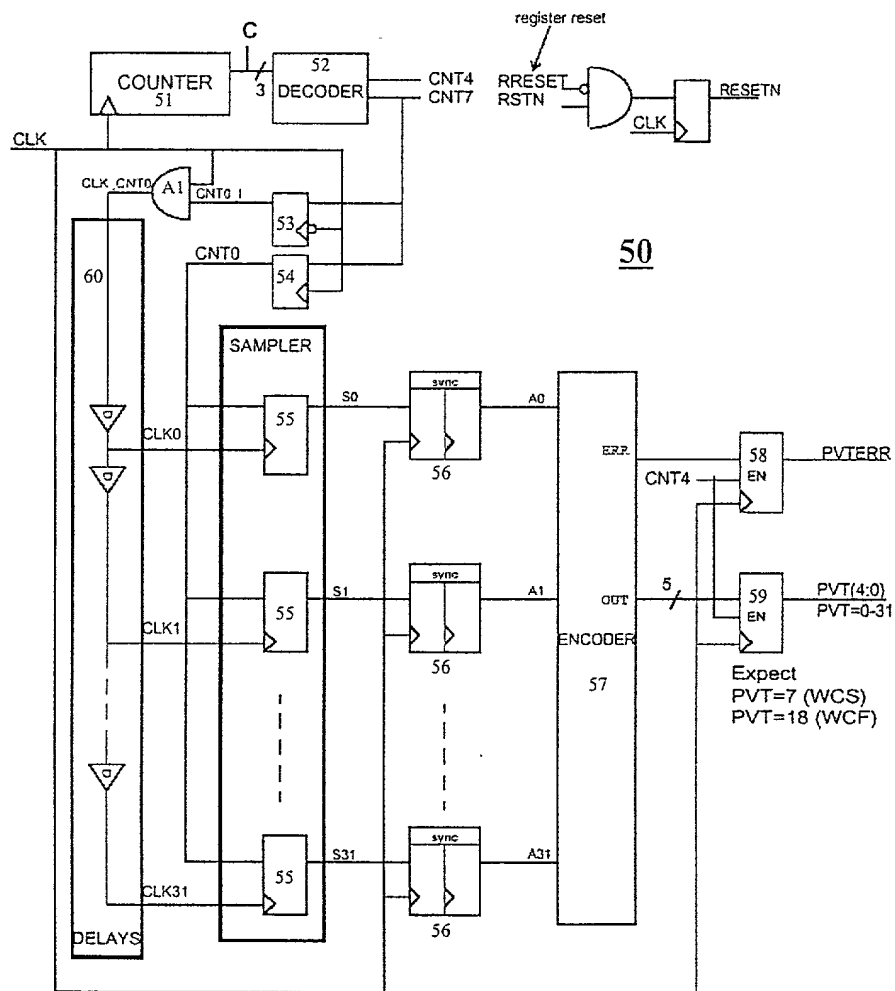 register reset
C
COUNTER
51
3
52
DECODER
CNT4
CNT7
RRESET
RSTN
CLK
RESETN
CLK
CLK_CNT0
A1
CNT0_I
53
CNT0
54
60
50
SAMPLER
55
CLK0
S0
sync
56
A0
ERR
CNT4
58
EN
PVTERR
55
CLK1
S1
sync
56
A1
OUT
5
59
EN
PVT(4:0)
PVT=0-31
ENCODER
57
Expect
PVT=7 (WCS)
PVT=18 (WCF)
55
CLK31
S31
sync
56
A31
DELAYS